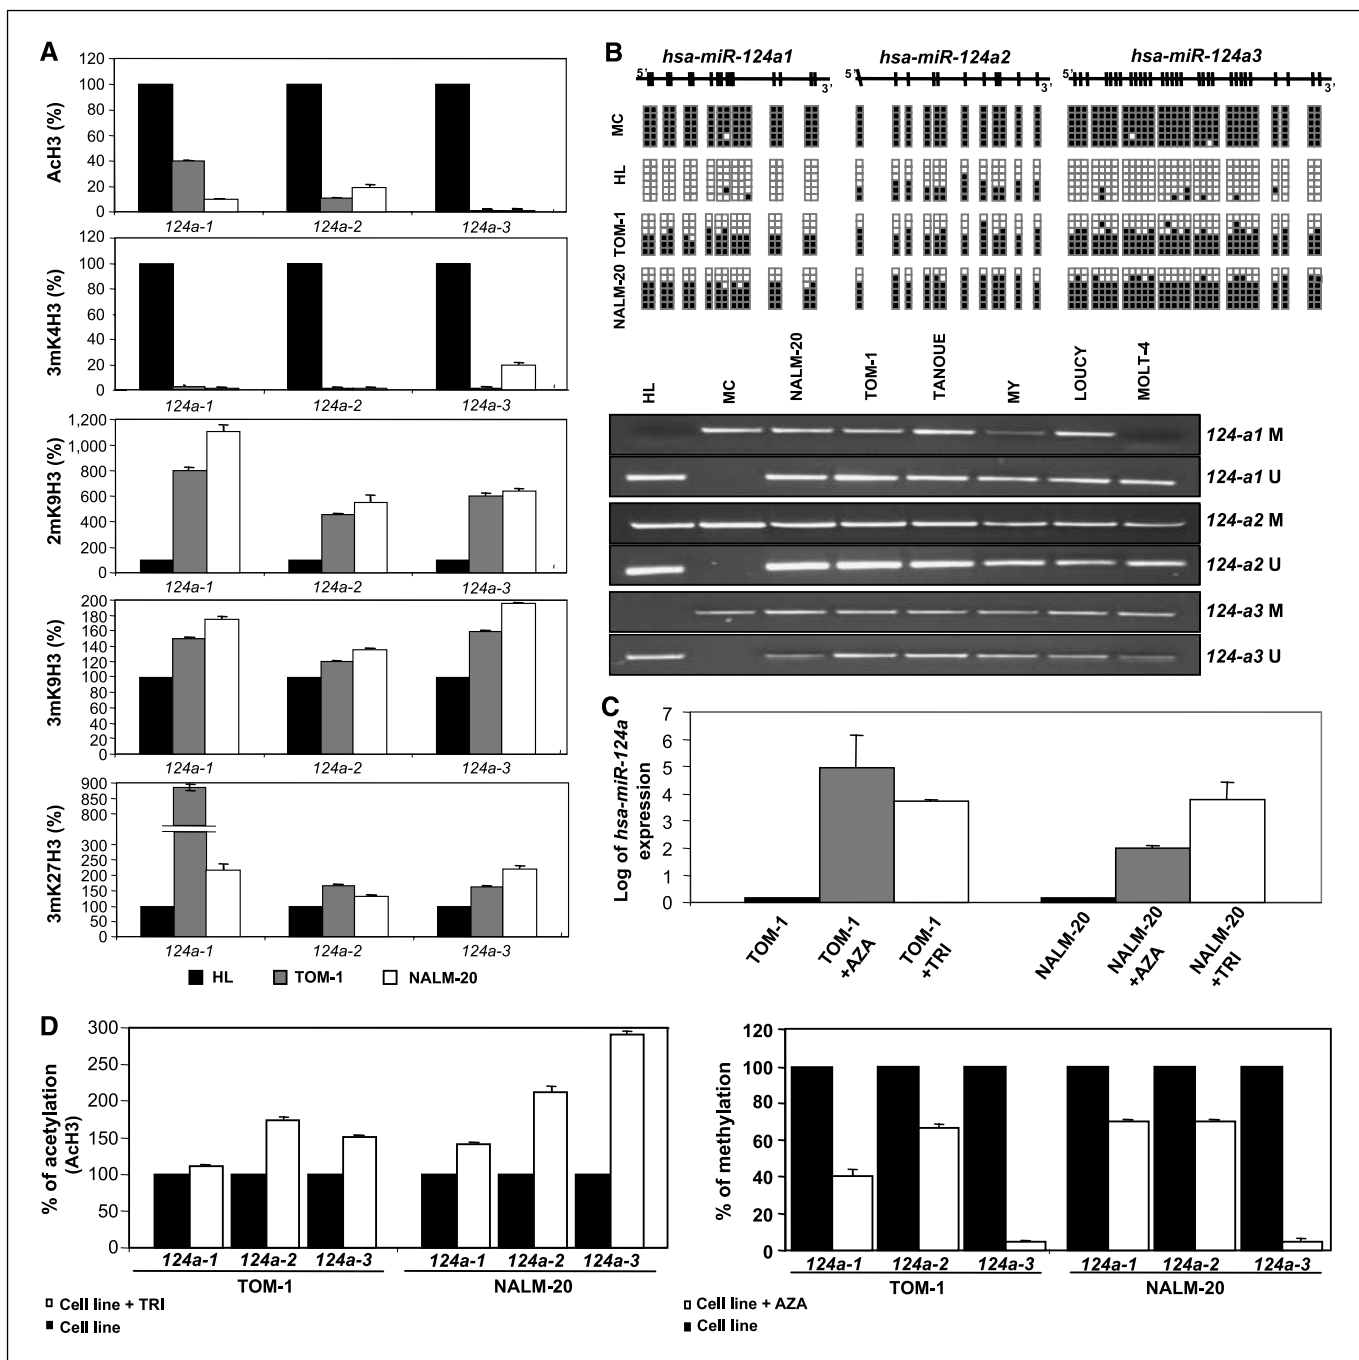 A
AcH3 (%)
120
100
80
60
40
20
0
124a-1 124a-2 124a-3
3mK4H3 (%)
120
100
80
60
40
20
0
124a-1 124a-2 124a-3
2mK9H3 (%)
1,200
1,000
800
600
400
200
0
124a-1 124a-2 124a-3
3mK9H3 (%)
200
180
160
140
120
100
80
60
40
20
0
124a-1 124a-2 124a-3
3mK27H3 (%)
900
850
800
300
250
200
150
100
50
0
124a-1 124a-2 124a-3
HL TOM-1 NALM-20
B
hsa-miR-124a1 hsa-miR-124a2 hsa-miR-124a3
5' 3' 5' 3' 5' 3'
MC
HL
TOM-1
NALM-20
HL MC NALM-20 TOM-1 TANOUE MY LOUCY MOLT-4
124-a1 M
124-a1 U
124-a2 M
124-a2 U
124-a3 M
124-a3 U
C
Log of hsa-miR-124a
expression
7
6
5
4
3
2
1
0
TOM-1 TOM-1 +AZA TOM-1 +TRI NALM-20 NALM-20 +AZA NALM-20 +TRI
D
% of acetylation
(AcH3)
300
250
200
150
100
50
0
124a-1 124a-2 124a-3 124a-1 124a-2 124a-3
TOM-1 NALM-20
Cell line + TRI
Cell line
% of methylation
120
100
80
60
40
20
0
124a-1 124a-2 124a-3 124a-1 124a-2 124a-3
TOM-1 NALM-20
Cell line + AZA
Cell line